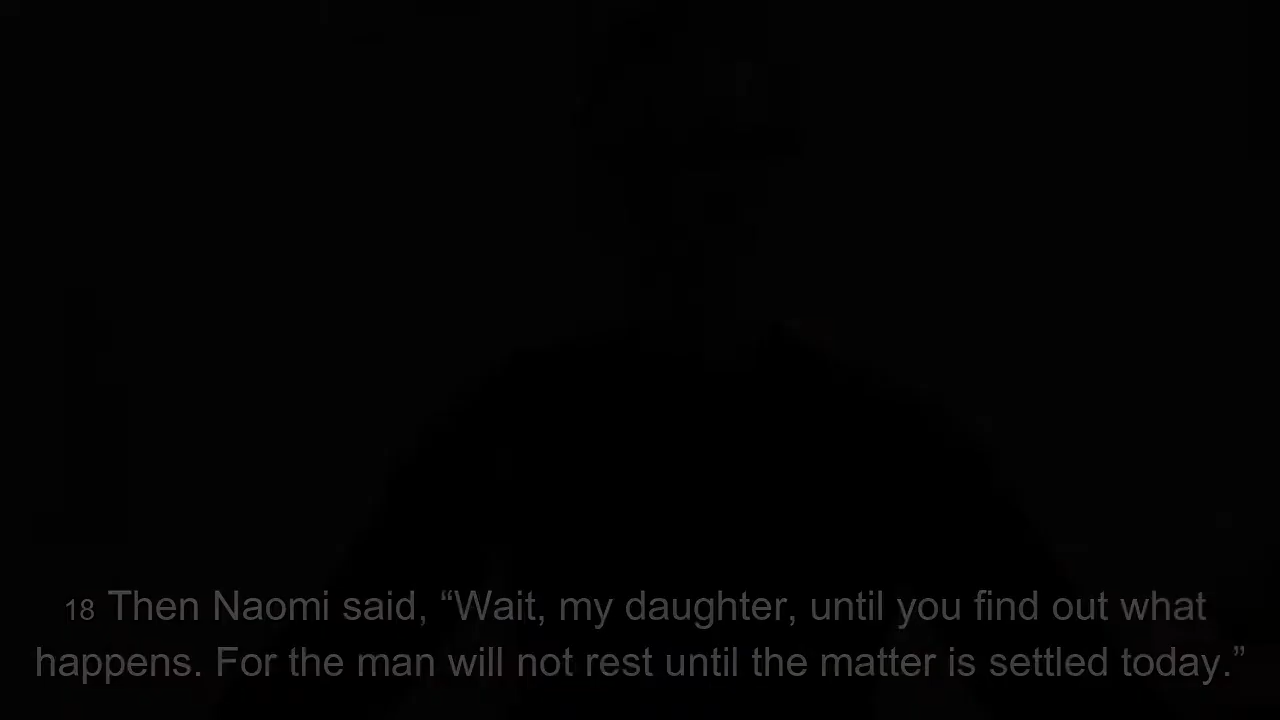 18 Then Naomi said, “Wait, my daughter, until you find out what
happens. For the man will not rest until the matter is settled today.”